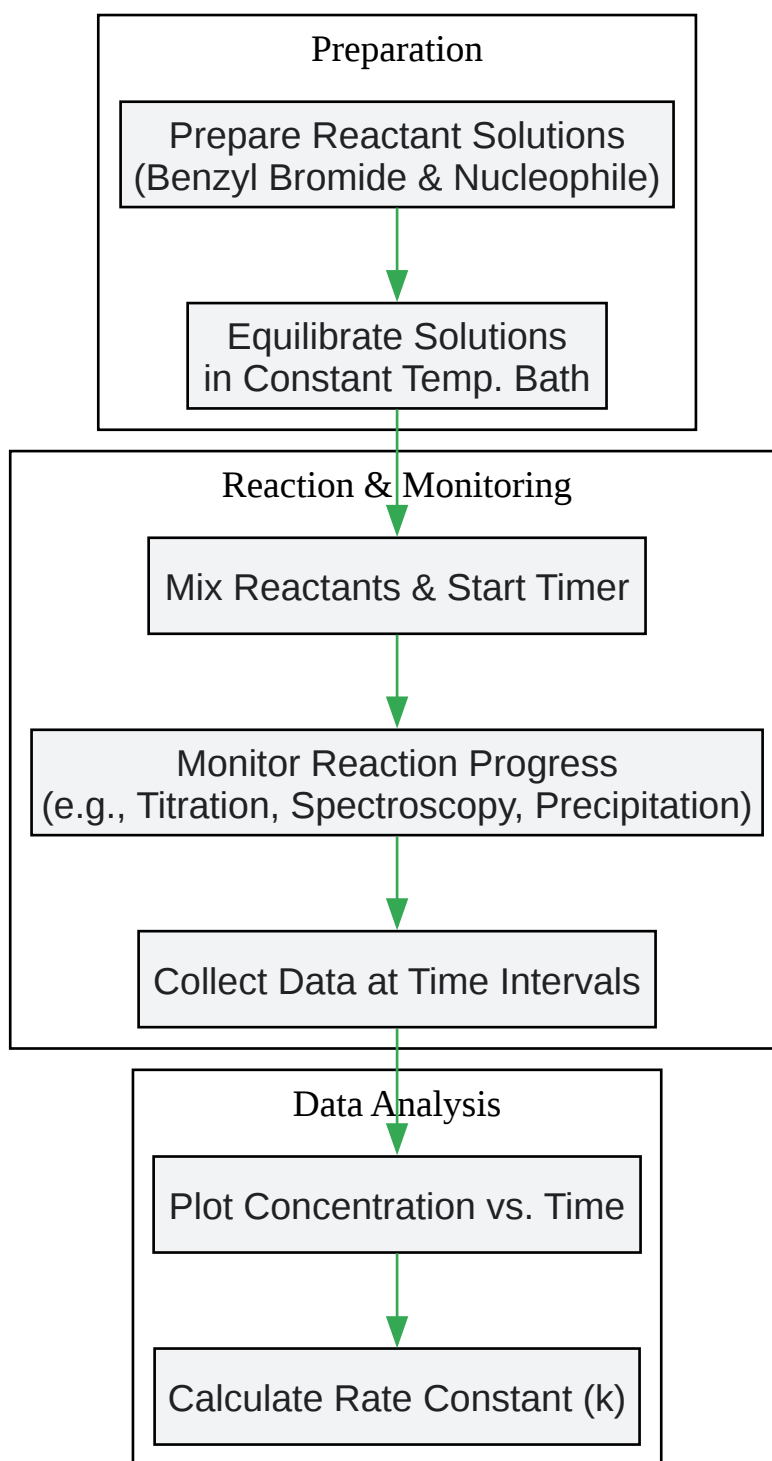 Preparation
Prepare Reactant Solutions
(Benzyl Bromide & Nucleophile)
Equilibrate Solutions
in Constant Temp. Bath
Reaction & Monitoring
Mix Reactants & Start Timer
Monitor Reaction Progress
(e.g., Titration, Spectroscopy, Precipitation)
Collect Data at Time Intervals
Data Analysis
Plot Concentration vs. Time
Calculate Rate Constant (k)